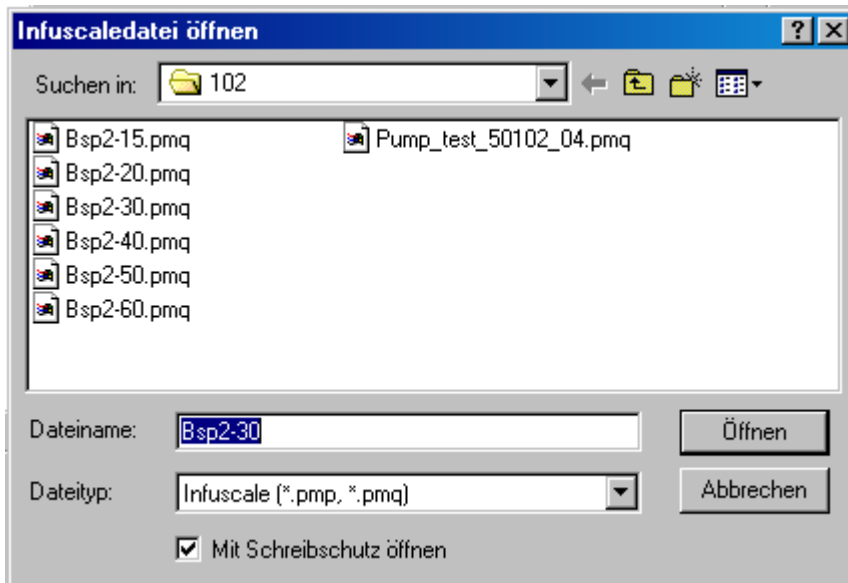 Infuscaledatei öffnen
Suchen in: 102
Bsp2-15.pmq
Bsp2-20.pmq
Bsp2-30.pmq
Bsp2-40.pmq
Bsp2-50.pmq
Bsp2-60.pmq
Pump_test_50102_04.pmq
Dateiname: Bsp2-30 Öffnen
Dateityp: Infuscale (*.pmp, *.pmq) Abbrechen
Mit Schreibschutz öffnen